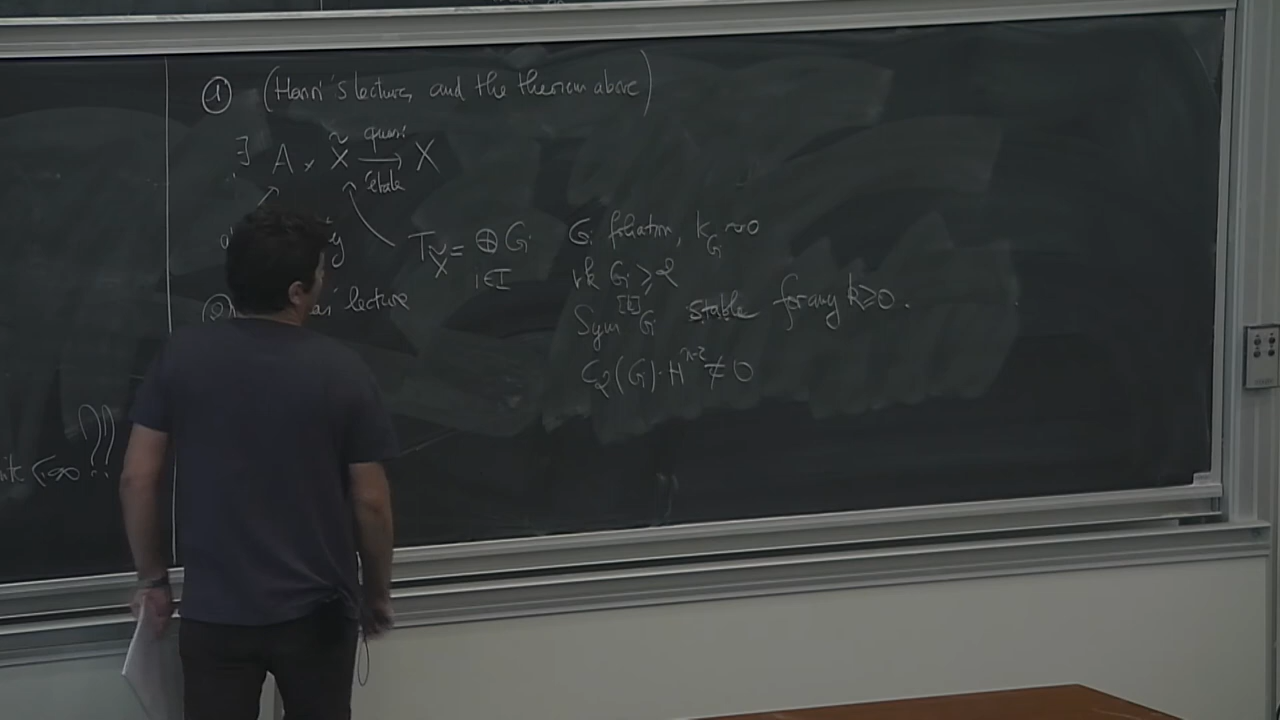 ① (Henri's lecture, and the theorem above)
∃ A × X̃ quasi étale → X
T_X̃ = ⊕_{i∈I} G_i G_i foliation, K_{G_i} ~ 0
rk G_i ≥ 2
lecture
Sym^{[k]} G_i stable for any k ≥ 0.
C_2(G_i)·H^{n-2} ≠ 0
??